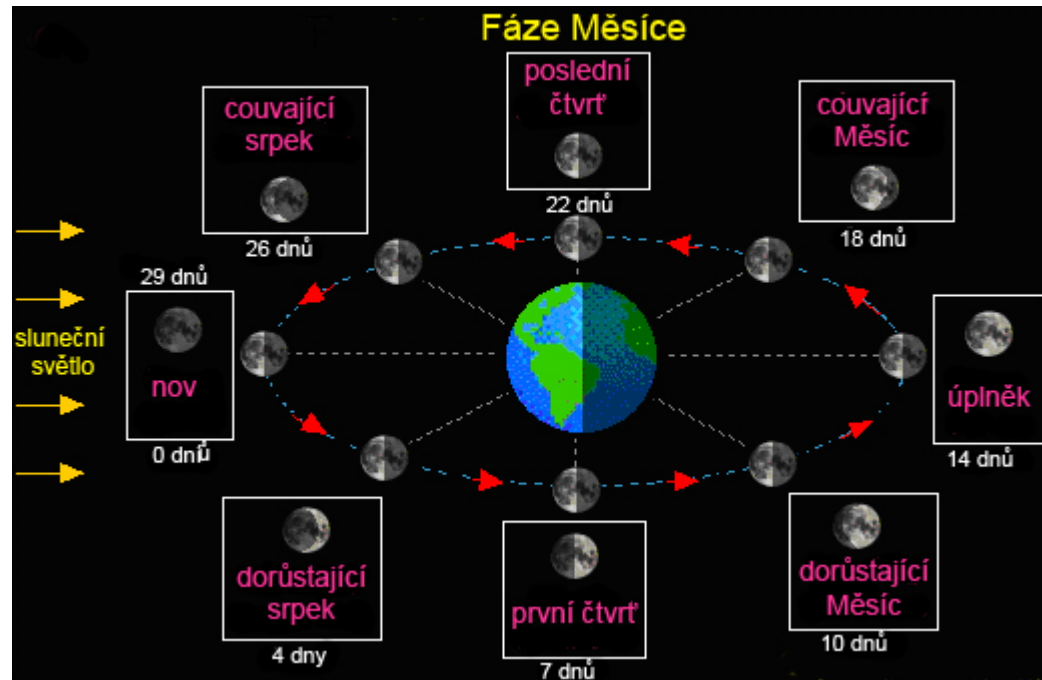 Fáze Měsíce
poslední
čtvrť
22 dnů
couvající
srpek
26 dnů
couvající
Měsíc
18 dnů
29 dnů
nov
0 dnů
sluneční
světlo
úplněk
14 dnů
dorůstající
srpek
4 dny
první čtvrť
7 dnů
dorůstající
Měsíc
10 dnů